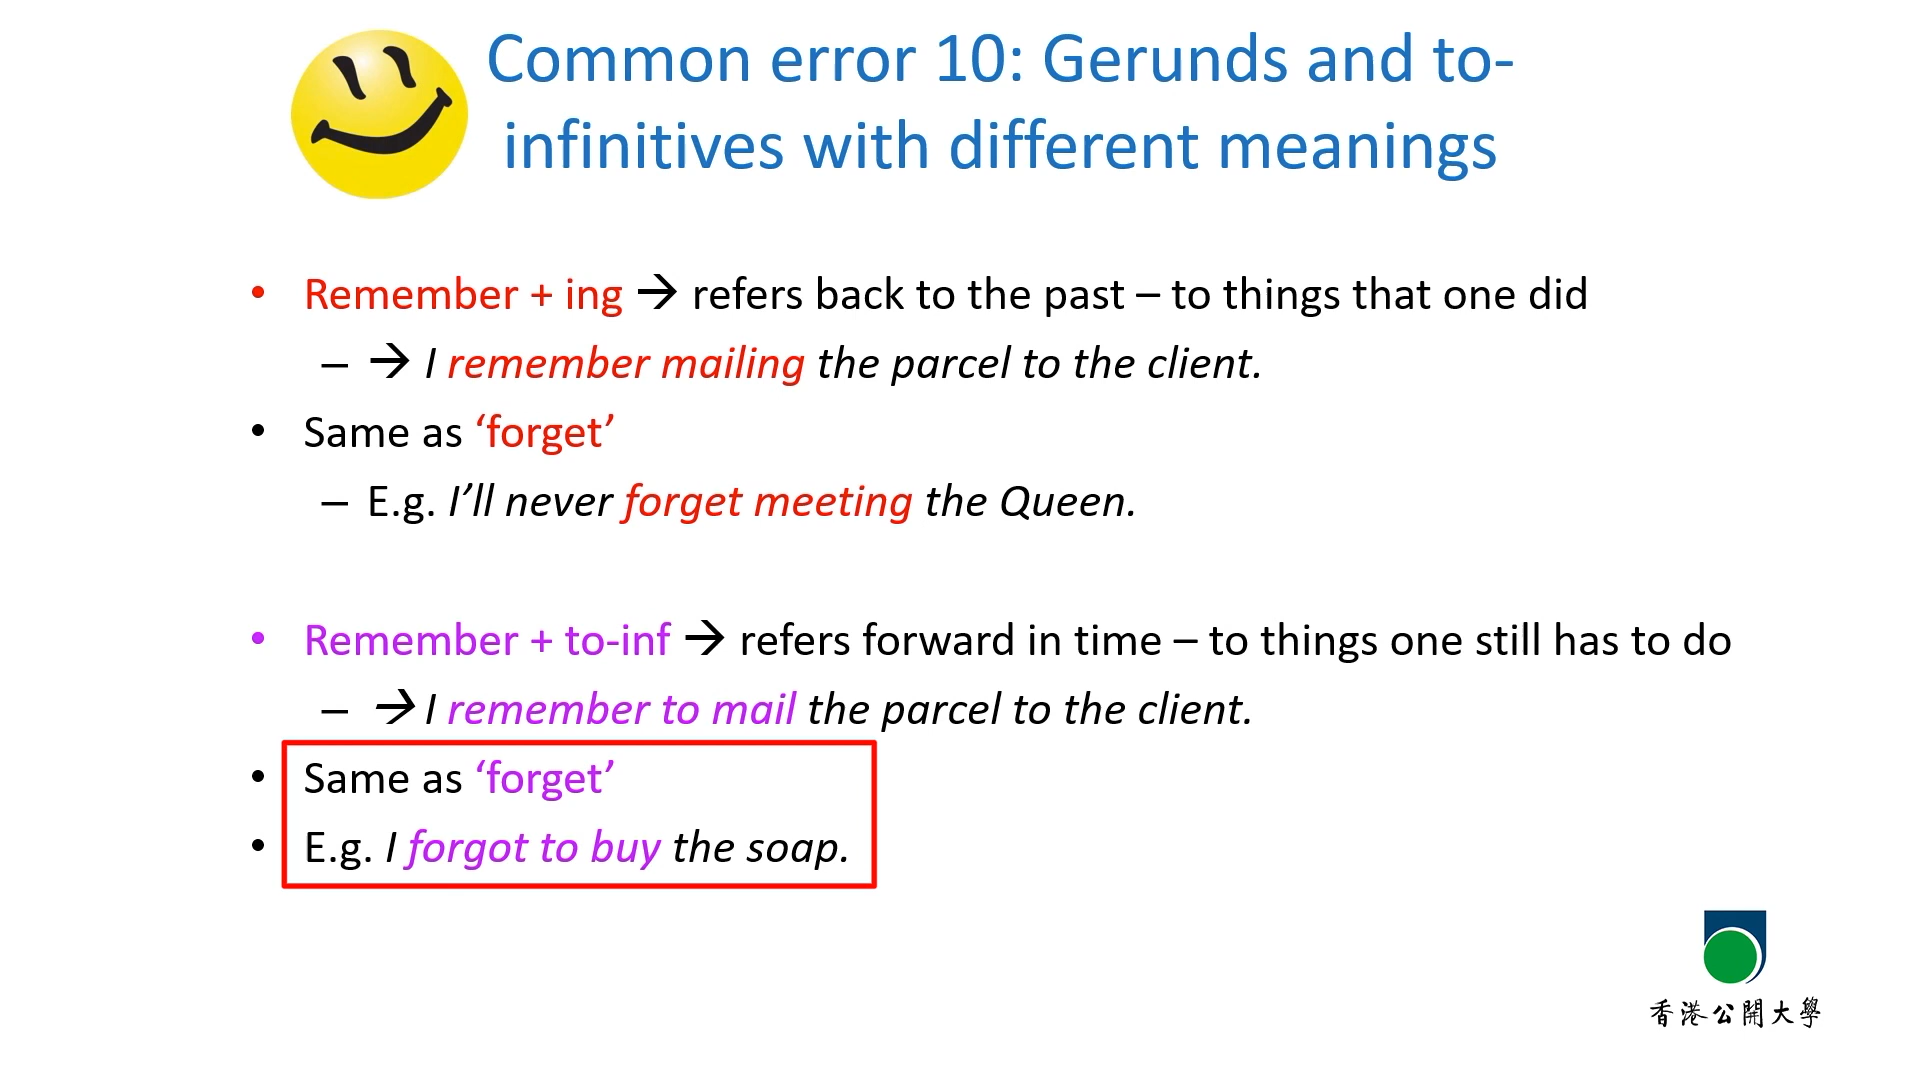 Common error 10: Gerunds and to-
infinitives with different meanings
• Remember + ing → refers back to the past – to things that one did
– → I remember mailing the parcel to the client.
• Same as ‘forget’
– E.g. I’ll never forget meeting the Queen.
• Remember + to-inf → refers forward in time – to things one still has to do
– → I remember to mail the parcel to the client.
• Same as ‘forget’
• E.g. I forgot to buy the soap.
香港公開大學